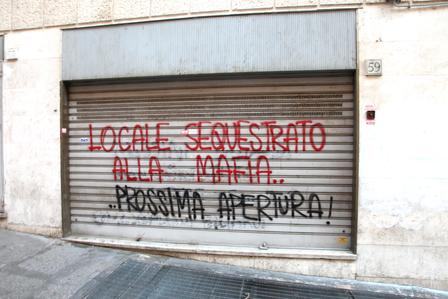 59
LOCALE SEQUESTRATO
ALLA MAFIA..
..PROSSIMA APERTURA!